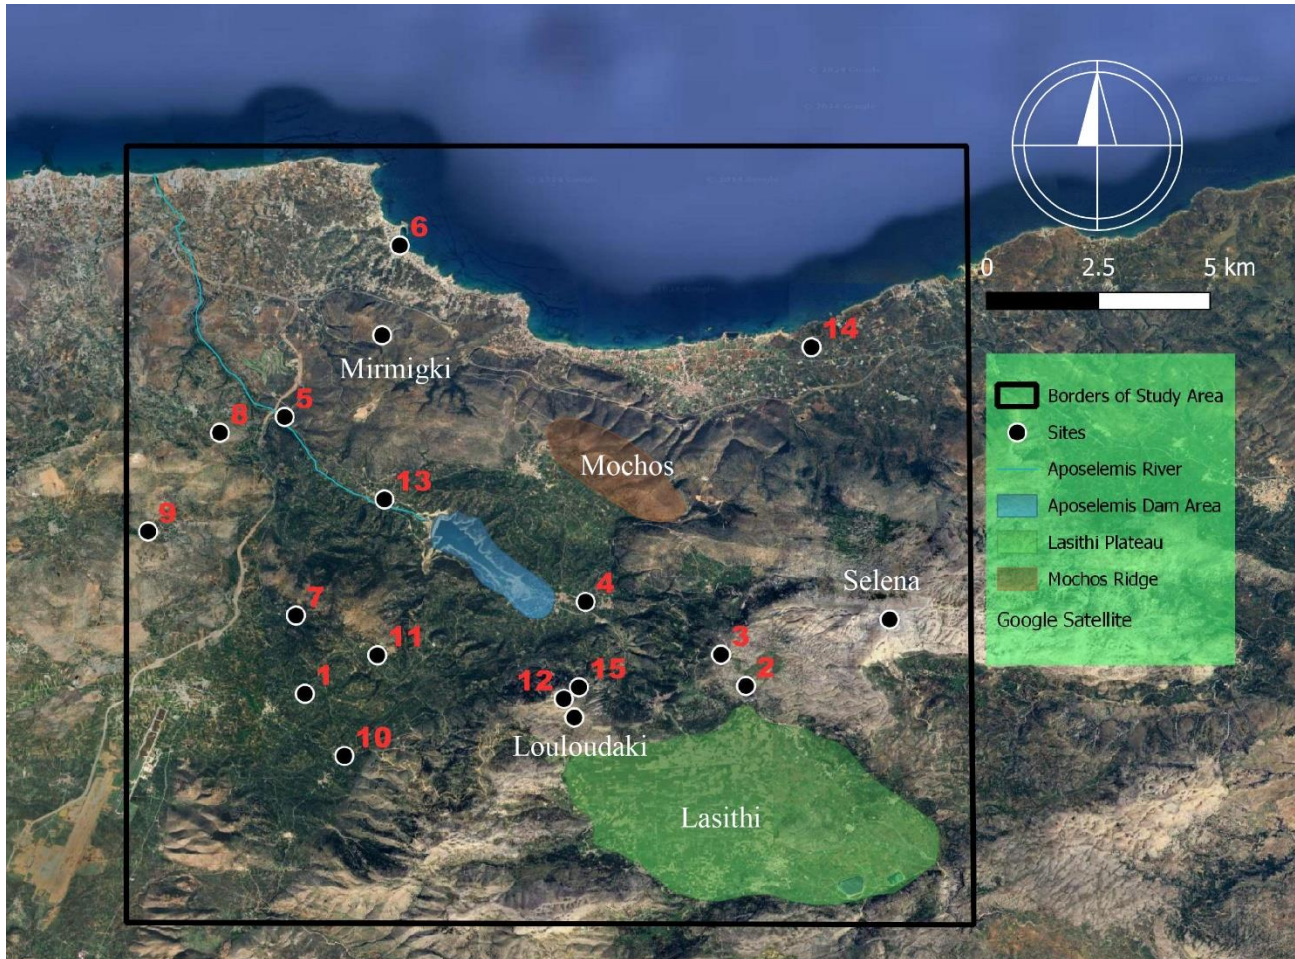 6
0 2.5 5 km
14
Mirmigki
5
8
Mochos
13
9
Selena
4
7
3
11
2
1
12 15
Louloudaki
10
Lasithi
Borders of Study Area
Sites
Aposelemis River
Aposelemis Dam Area
Lasithi Plateau
Mochos Ridge
Google Satellite